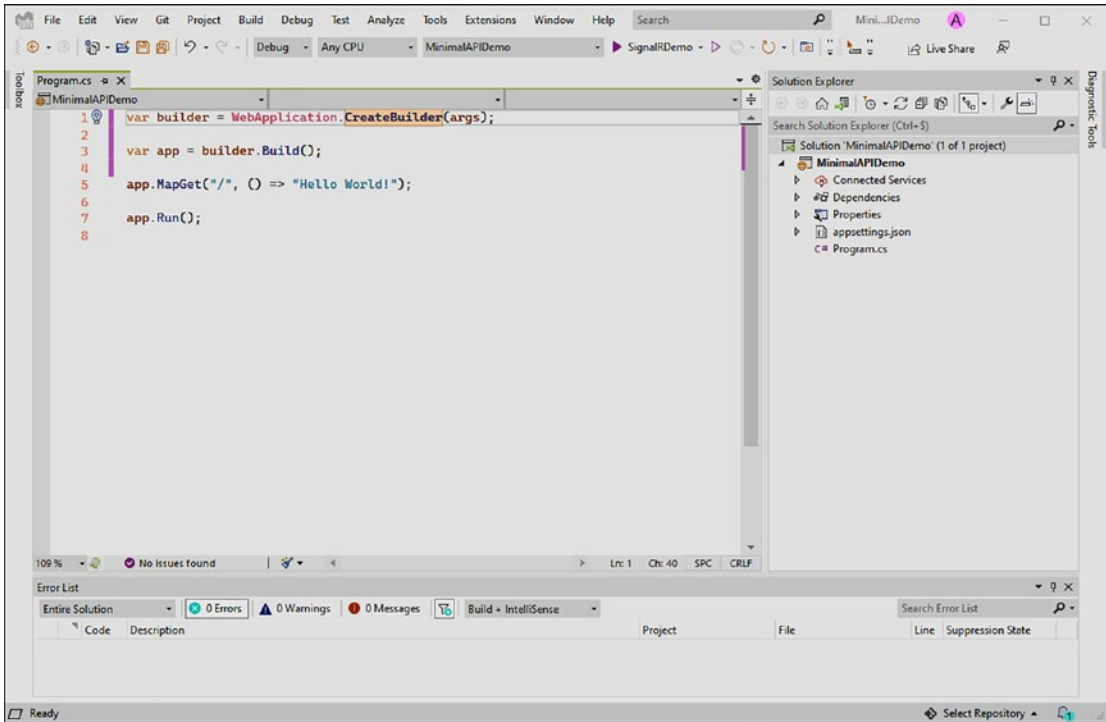 File Edit View Git Project Build Debug Test Analyze Tools Extensions Window Help Search Mini...IDemo A
Debug Any CPU MinimalAPIDemo SignalRDemo Live Share
Toolbox
Program.cs
MinimalAPIDemo
1 var builder = WebApplication.CreateBuilder(args);
2
3 var app = builder.Build();
4
5 app.MapGet("/", () => "Hello World!");
6
7 app.Run();
8
109 % No issues found Ln: 1 Ch: 40 SPC CRLF
Solution Explorer
Search Solution Explorer (Ctrl+$)
Solution 'MinimalAPIDemo' (1 of 1 project)
MinimalAPIDemo
Connected Services
Dependencies
Properties
appsettings.json
C# Program.cs
Diagnostic Tools
Error List
Entire Solution 0 Errors 0 Warnings 0 Messages Build + IntelliSense Search Error List
Code Description Project File Line Suppression State
Ready Select Repository 1